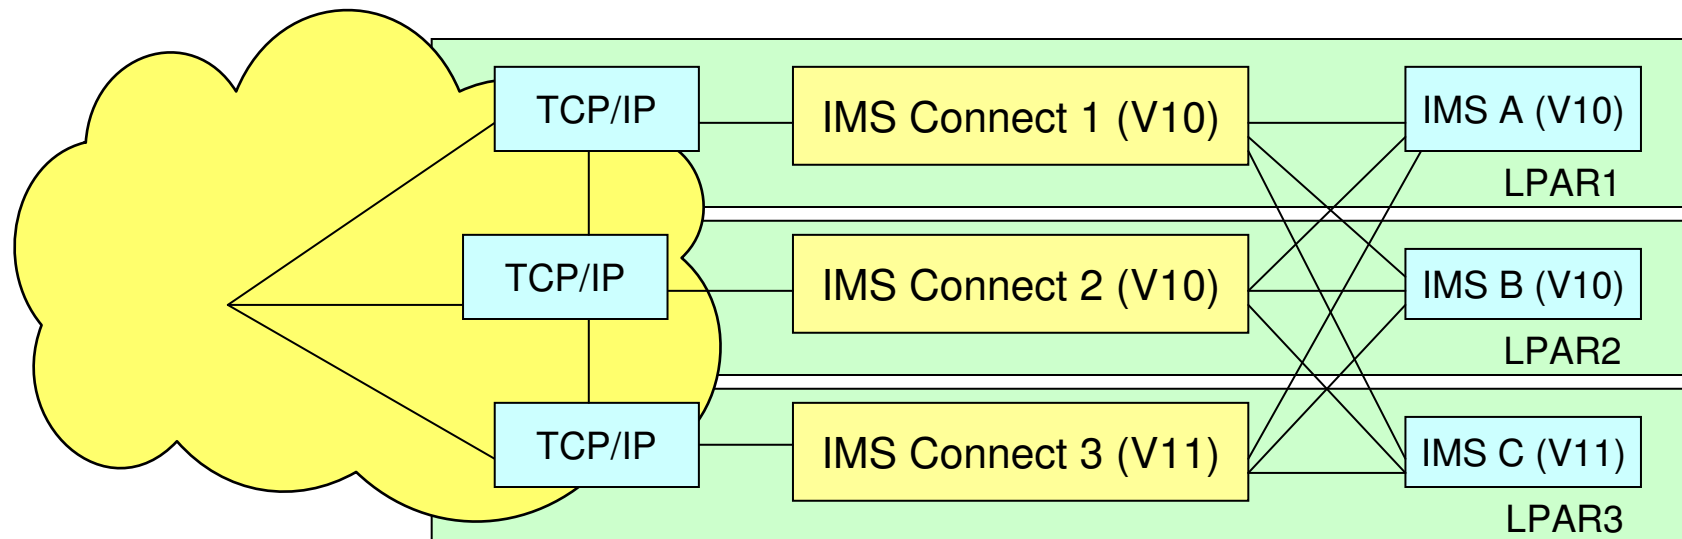 TCP/IP
IMS Connect 1 (V10)
IMS A (V10)
LPAR1
TCP/IP
IMS Connect 2 (V10)
IMS B (V10)
LPAR2
TCP/IP
IMS Connect 3 (V11)
IMS C (V11)
LPAR3